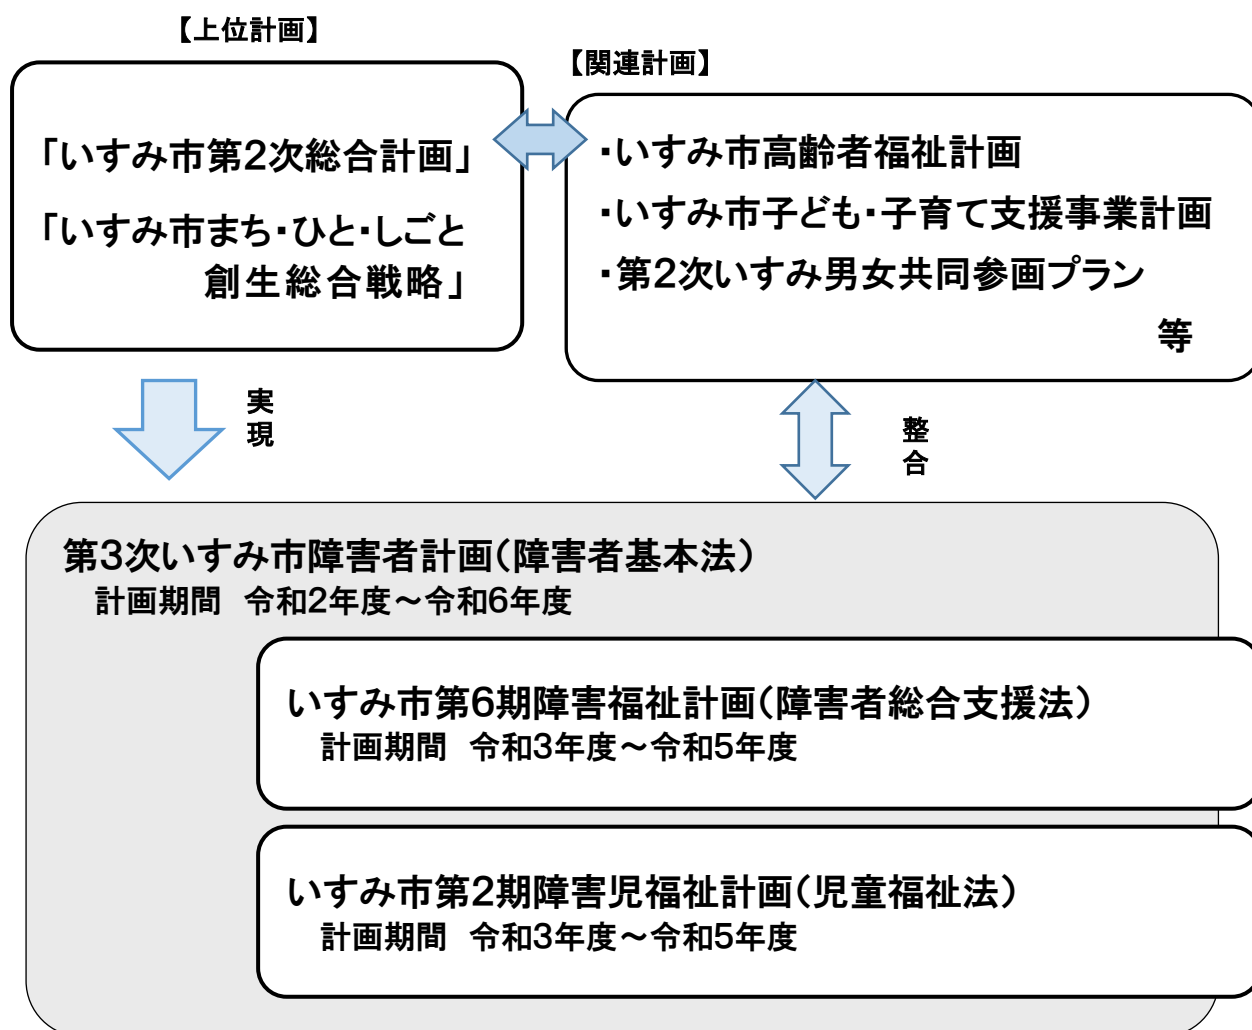 【上位計画】
「いすみ市第2次総合計画」
「いすみ市まち・ひと・しごと
創生総合戦略」
【関連計画】
・いすみ市高齢者福祉計画
・いすみ市子ども・子育て支援事業計画
・第2次いすみ男女共同参画プラン
等
実現
整合
第3次いすみ市障害者計画(障害者基本法)
計画期間　令和2年度～令和6年度
いすみ市第6期障害福祉計画(障害者総合支援法)
計画期間　令和3年度～令和5年度
いすみ市第2期障害児福祉計画(児童福祉法)
計画期間　令和3年度～令和5年度